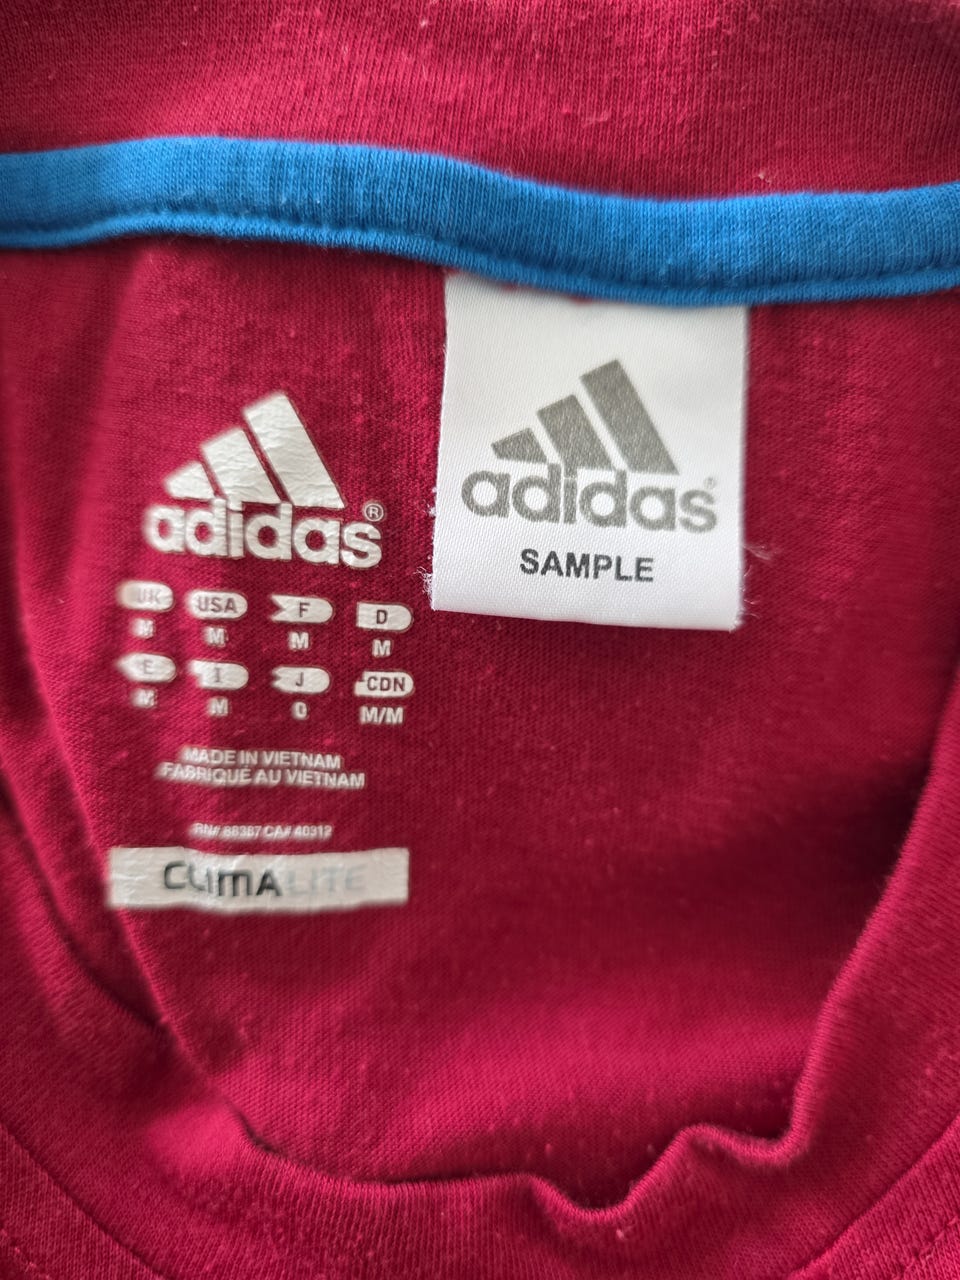 adidas®
UK USA F D
M M M M
E I J CDN
M M O M/M
MADE IN VIETNAM
FABRIQUÉ AU VIETNAM
RN# 88387 CA# 40312
CLIMALITE
adidas®
SAMPLE